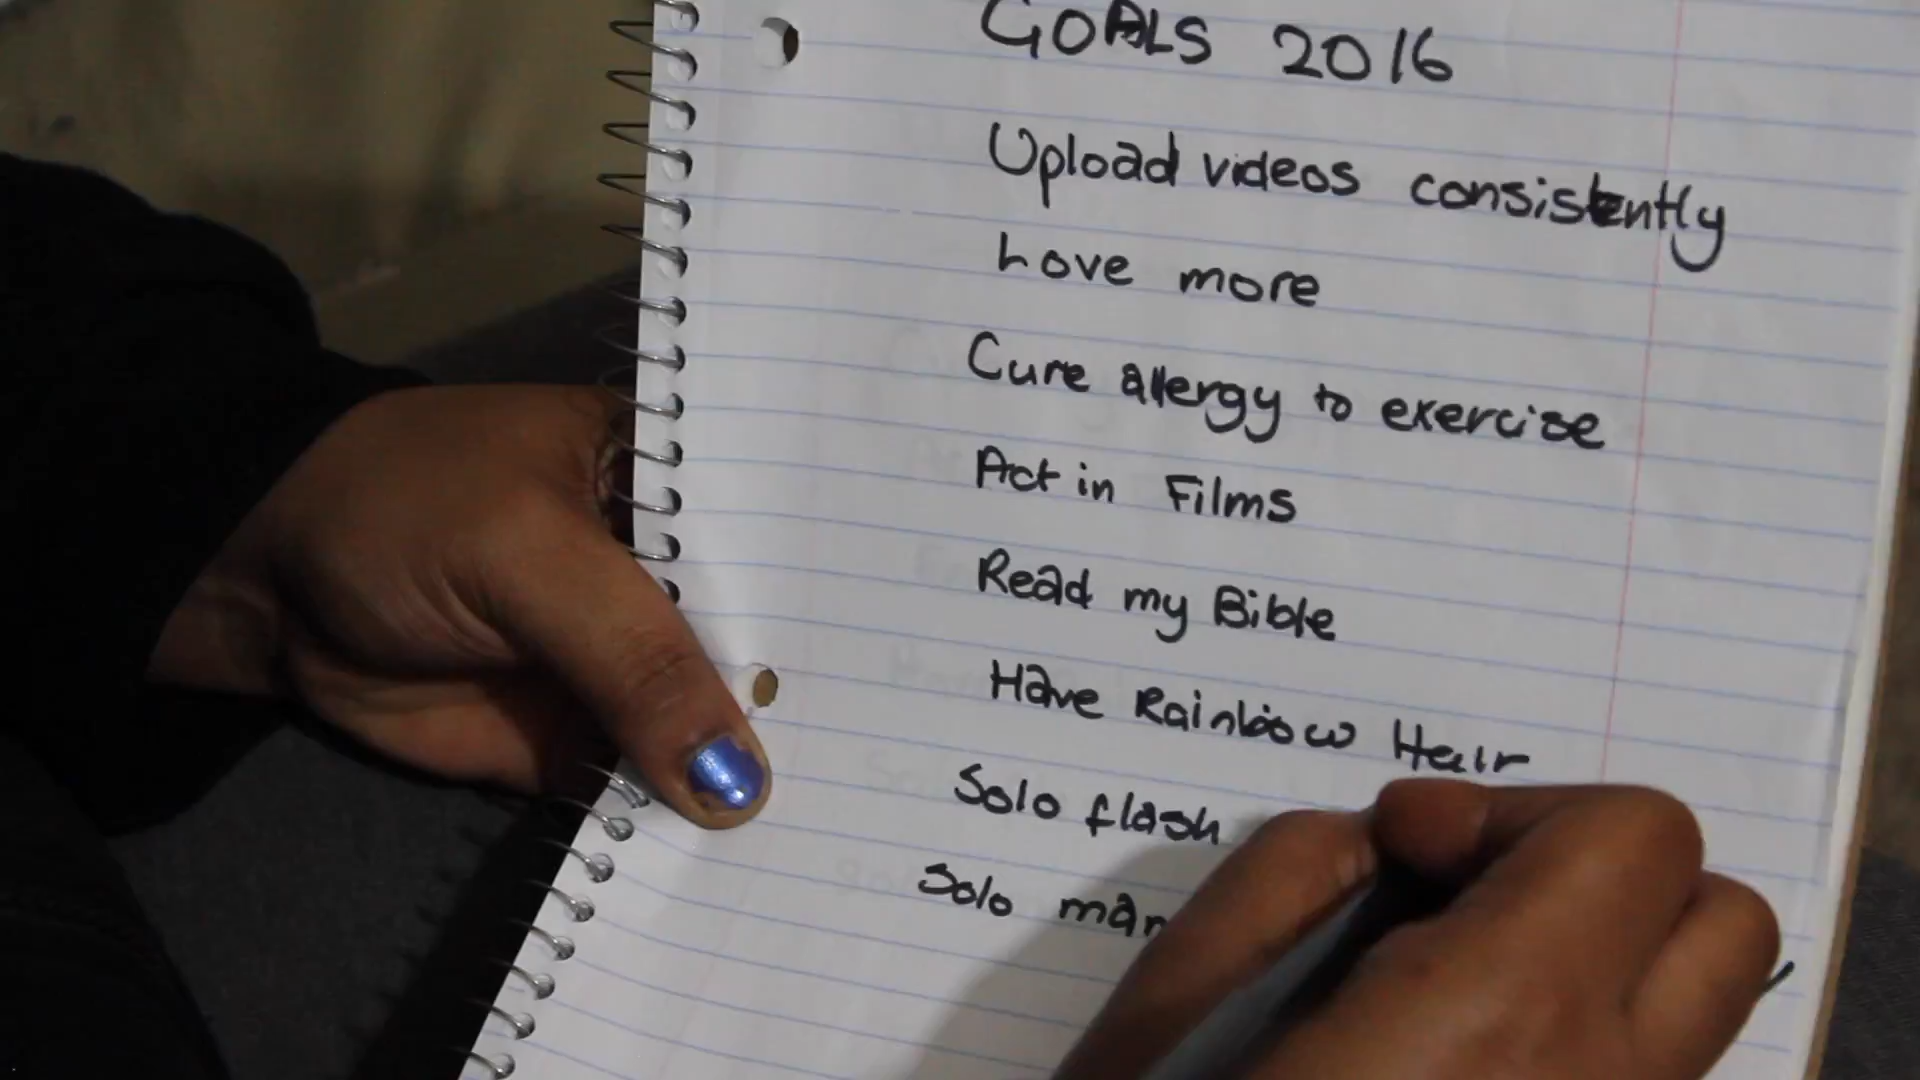 GOALS 2016
Upload videos consistently
Love more
Cure allergy to exercise
Act in Films
Read my Bible
Have Rainbow Hair
Solo flash
Solo